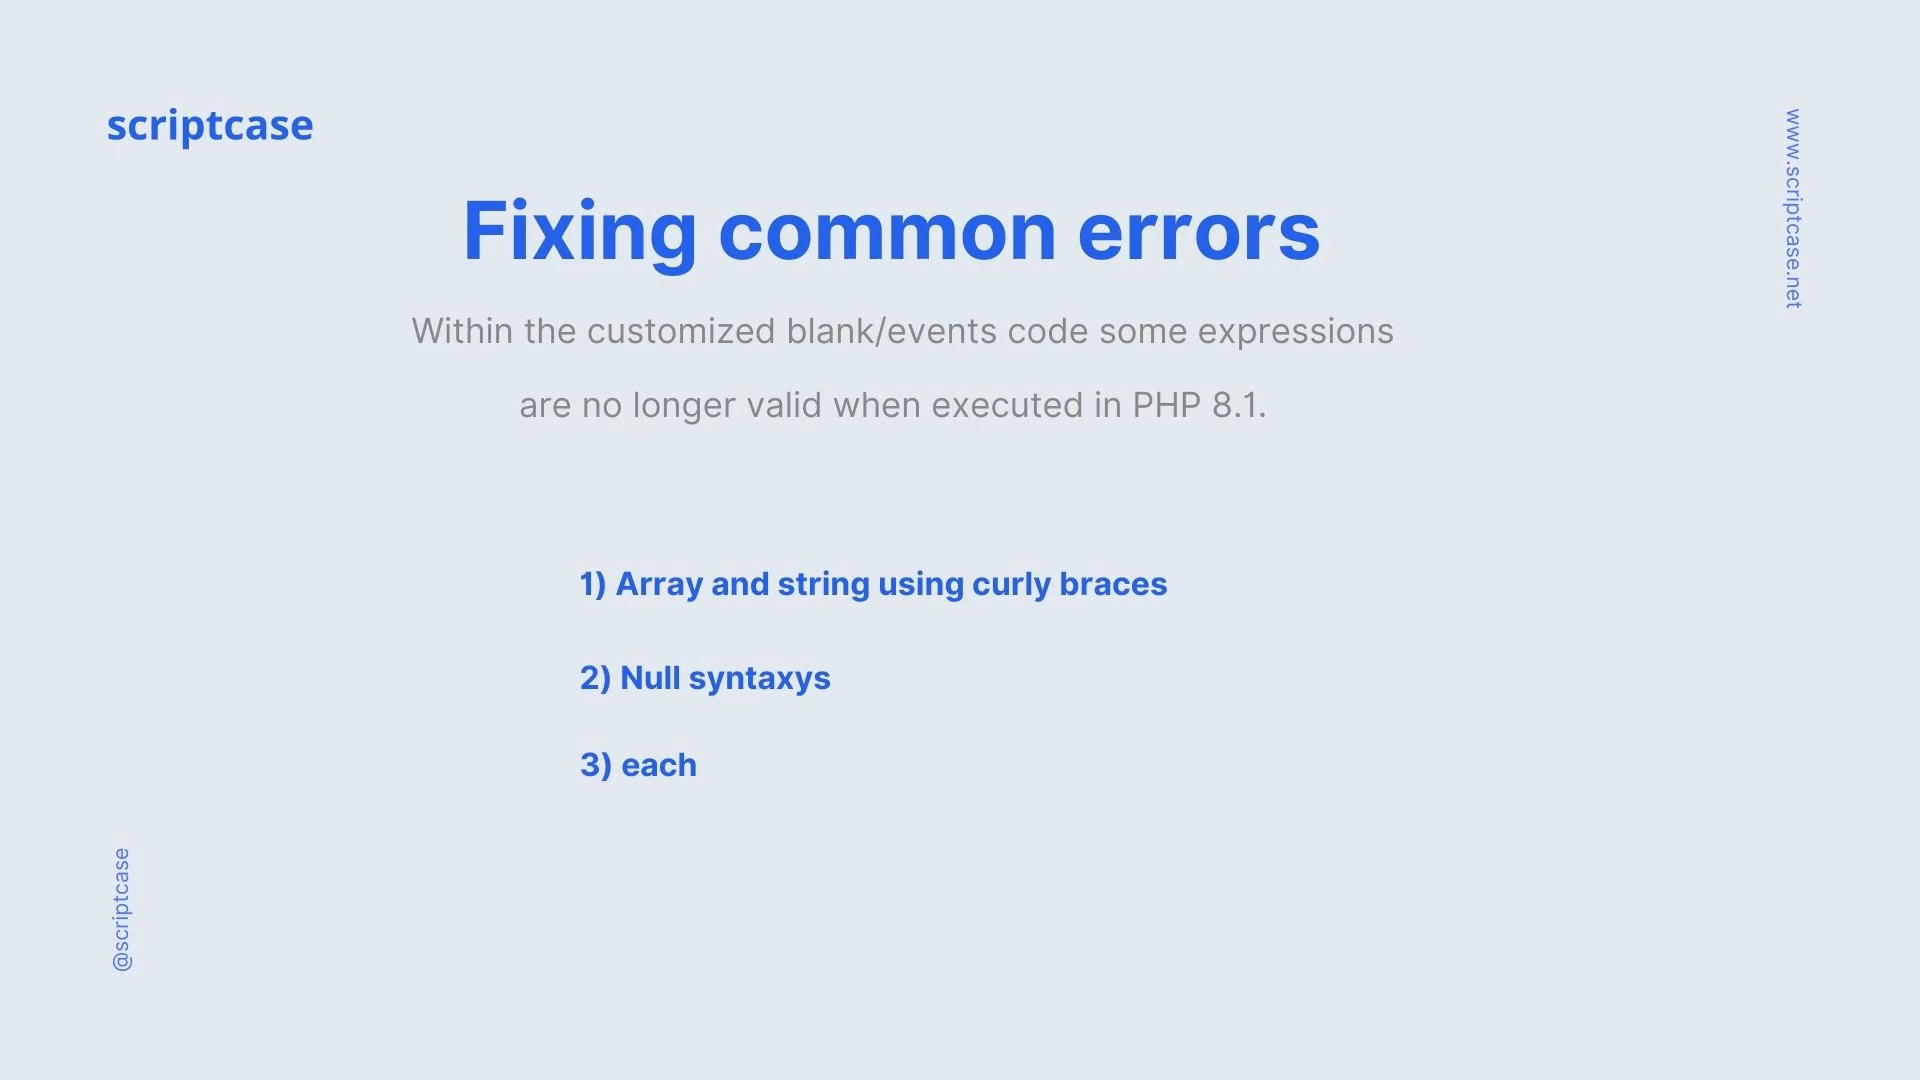 scriptcase
www.scriptcase.net
Fixing common errors
Within the customized blank/events code some expressions
are no longer valid when executed in PHP 8.1.
1) Array and string using curly braces
2) Null syntaxys
3) each
@scriptcase